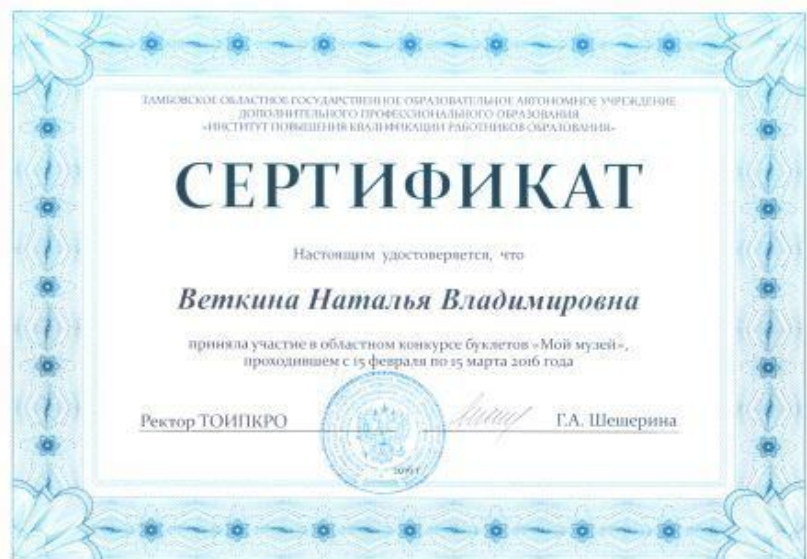 ТАМБОВСКОЕ ОБЛАСТНОЕ ГОСУДАРСТВЕННОЕ ОБРАЗОВАТЕЛЬНОЕ АВТОНОМНОЕ УЧРЕЖДЕНИЕ
ДОПОЛНИТЕЛЬНОГО ПРОФЕССИОНАЛЬНОГО ОБРАЗОВАНИЯ
«ИНСТИТУТ ПОВЫШЕНИЯ КВАЛИФИКАЦИИ РАБОТНИКОВ ОБРАЗОВАНИЯ»
СЕРТИФИКАТ
Настоящим удостоверяется, что
Веткина Наталья Владимировна
приняла участие в областном конкурсе буклетов «Мой музей»,
проходившем с 15 февраля по 15 марта 2016 года
Ректор ТОИПКРО Г.А. Шешерина
2016 г.